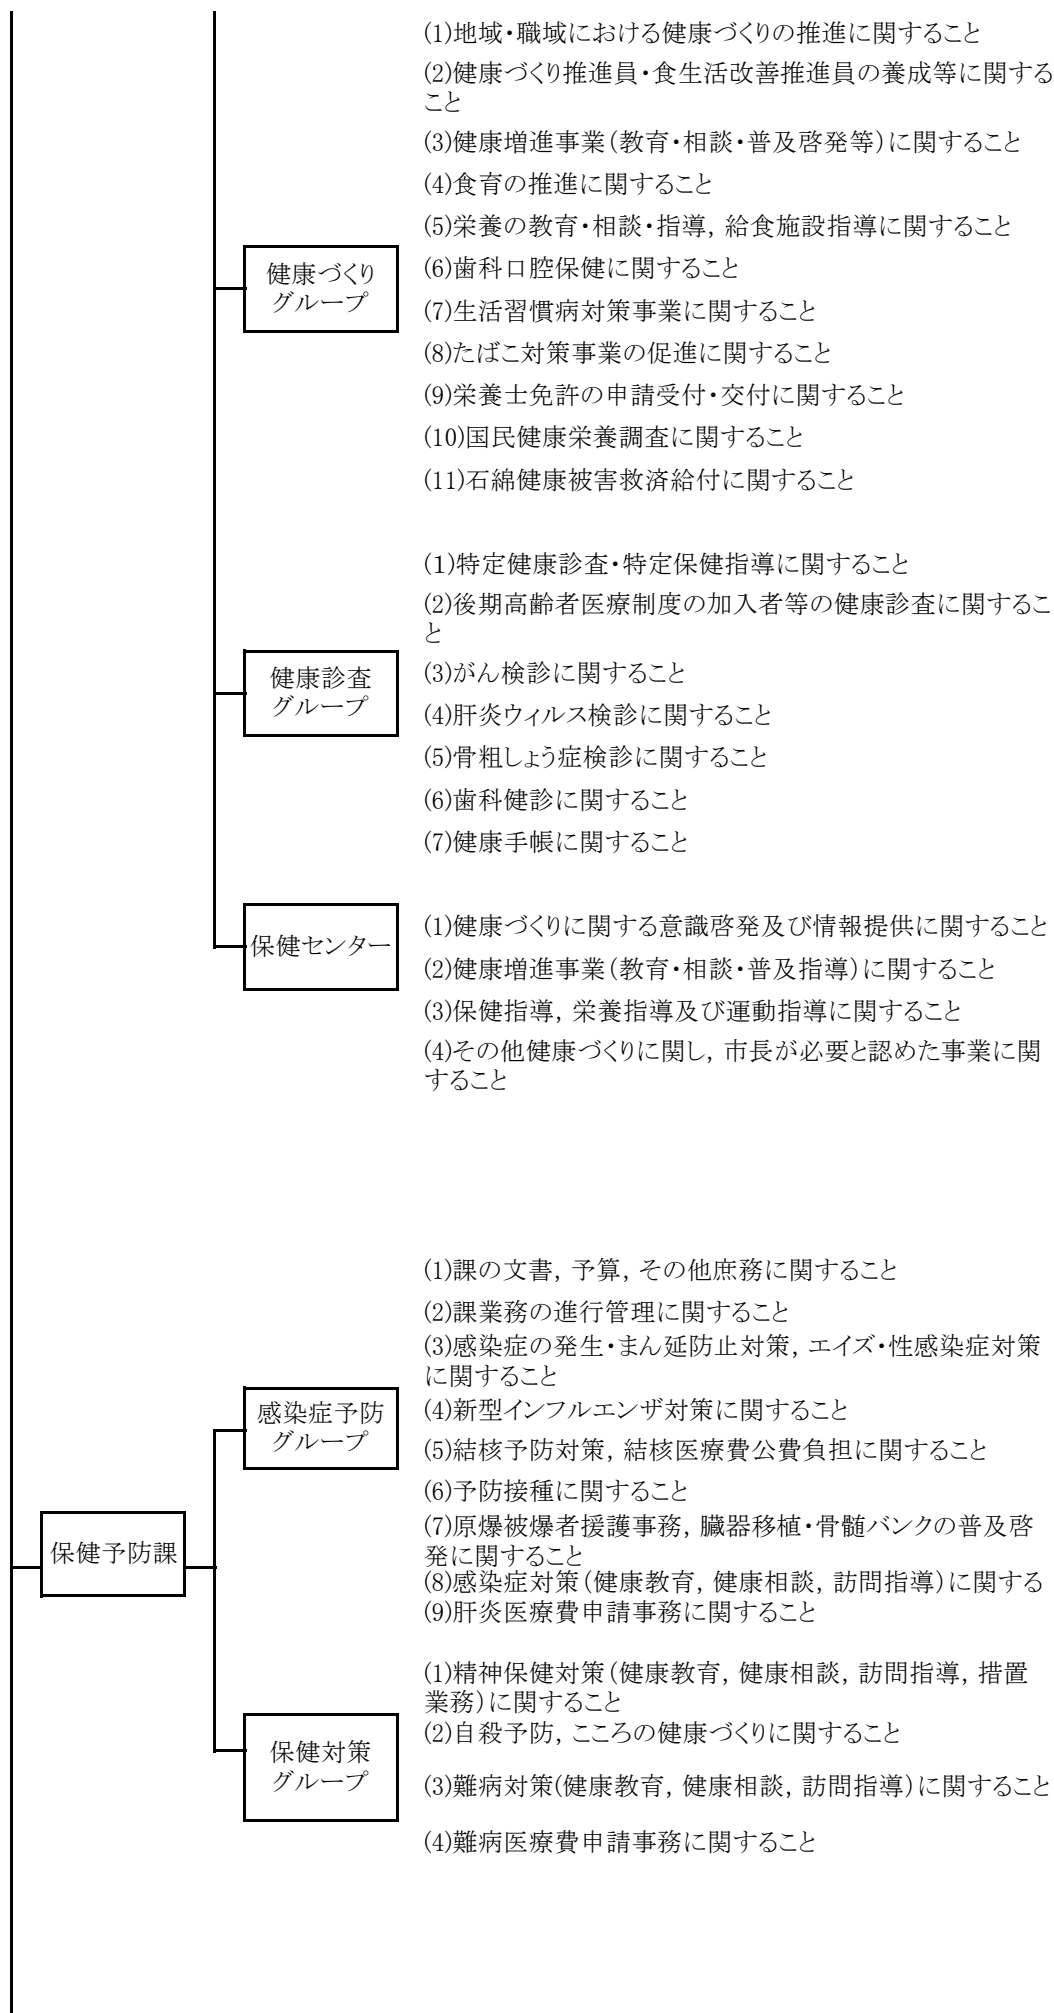 (1)地域・職域における健康づくりの推進に関すること
(2)健康づくり推進員・食生活改善推進員の養成等に関する
こと
(3)健康増進事業（教育・相談・普及啓発等）に関すること
(4)食育の推進に関すること
(5)栄養の教育・相談・指導，給食施設指導に関すること
健康づくり
グループ
(6)歯科口腔保健に関すること
(7)生活習慣病対策事業に関すること
(8)たばこ対策事業の促進に関すること
(9)栄養士免許の申請受付・交付に関すること
(10)国民健康栄養調査に関すること
(11)石綿健康被害救済給付に関すること
(1)特定健康診査・特定保健指導に関すること
(2)後期高齢者医療制度の加入者等の健康診査に関するこ
と
健康診査
グループ
(3)がん検診に関すること
(4)肝炎ウィルス検診に関すること
(5)骨粗しょう症検診に関すること
(6)歯科健診に関すること
(7)健康手帳に関すること
保健センター
(1)健康づくりに関する意識啓発及び情報提供に関すること
(2)健康増進事業（教育・相談・普及指導）に関すること
(3)保健指導，栄養指導及び運動指導に関すること
(4)その他健康づくりに関し，市長が必要と認めた事業に関
すること
保健予防課
感染症予防
グループ
(1)課の文書，予算，その他庶務に関すること
(2)課業務の進行管理に関すること
(3)感染症の発生・まん延防止対策，エイズ・性感染症対策
に関すること
(4)新型インフルエンザ対策に関すること
(5)結核予防対策，結核医療費公費負担に関すること
(6)予防接種に関すること
(7)原爆被爆者援護事務，臓器移植・骨髄バンクの普及啓
発に関すること
(8)感染症対策（健康教育，健康相談，訪問指導）に関する
(9)肝炎医療費申請事務に関すること
保健対策
グループ
(1)精神保健対策（健康教育，健康相談，訪問指導，措置
業務）に関すること
(2)自殺予防，こころの健康づくりに関すること
(3)難病対策(健康教育，健康相談，訪問指導）に関すること
(4)難病医療費申請事務に関すること